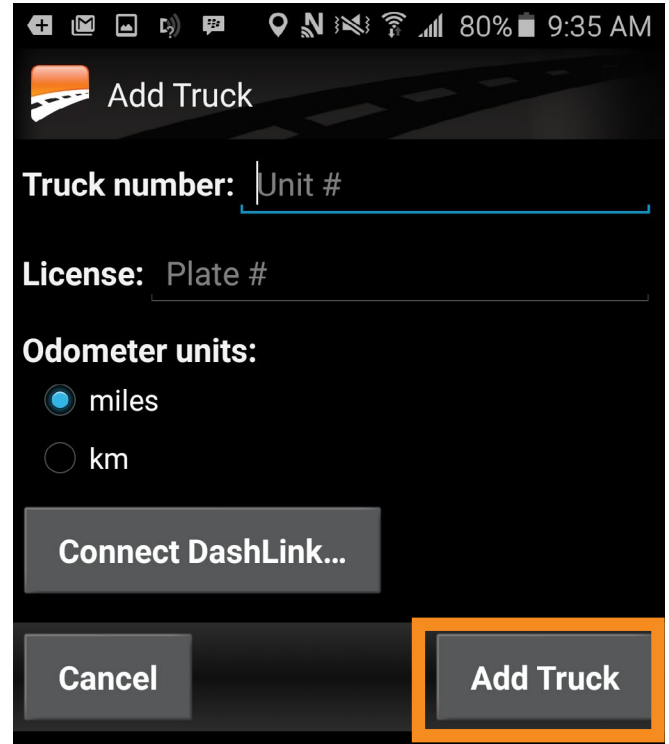 80% 9:35 AM
Add Truck
Truck number: Unit #
License: Plate #
Odometer units:
miles
km
Connect DashLink...
Cancel Add Truck